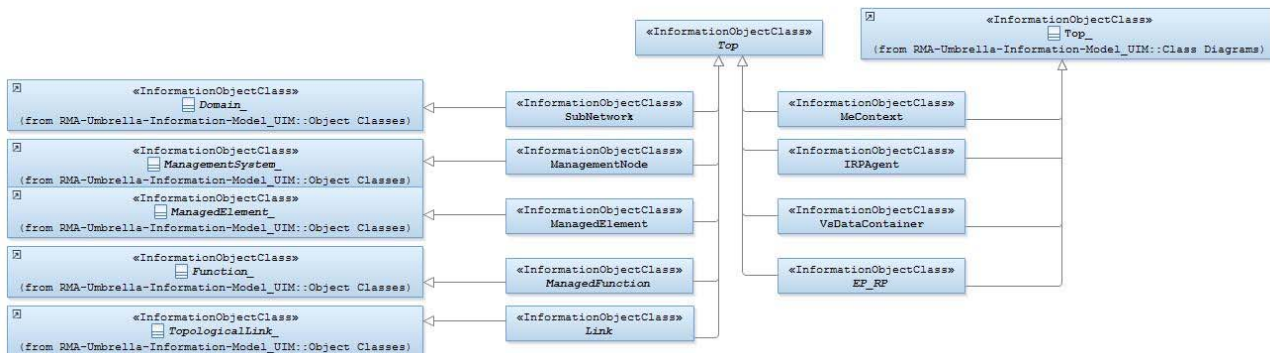 «InformationObjectClass»
Top
«InformationObjectClass»
Top_
(from RMA-Umbrella-Information-Model_UIM::Class Diagrams)
«InformationObjectClass»
Domain_
(from RMA-Umbrella-Information-Model_UIM::Object Classes)
«InformationObjectClass»
SubNetwork
«InformationObjectClass»
MeContext
«InformationObjectClass»
ManagementSystem_
(from RMA-Umbrella-Information-Model_UIM::Object Classes)
«InformationObjectClass»
ManagementNode
«InformationObjectClass»
IRPAgent
«InformationObjectClass»
ManagedElement_
(from RMA-Umbrella-Information-Model_UIM::Object Classes)
«InformationObjectClass»
ManagedElement
«InformationObjectClass»
VsDataContainer
«InformationObjectClass»
Function_
(from RMA-Umbrella-Information-Model_UIM::Object Classes)
«InformationObjectClass»
ManagedFunction
«InformationObjectClass»
EP_RP
«InformationObjectClass»
TopologicalLink_
(from RMA-Umbrella-Information-Model_UIM::Object Classes)
«InformationObjectClass»
Link